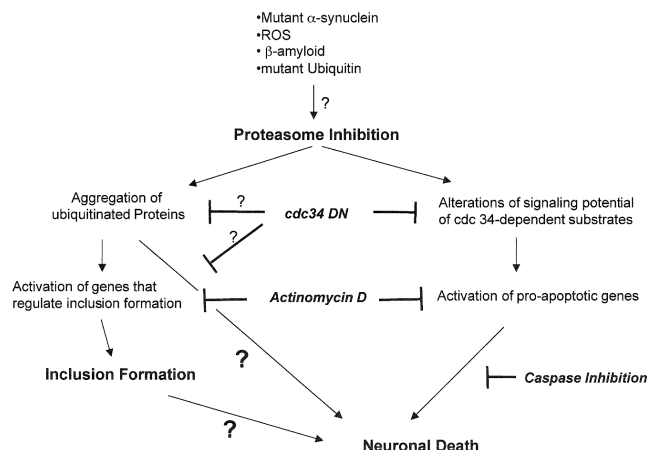 •Mutant α-synuclein
•ROS
• β-amyloid
•mutant Ubiquitin
?
Proteasome Inhibition
Aggregation of
ubiquitinated Proteins
?
cdc34 DN
?
Alterations of signaling potential
of cdc 34-dependent substrates
Activation of genes that
regulate inclusion formation
Actinomycin D
Activation of pro-apoptotic genes
?
Inclusion Formation
Caspase Inhibition
?
Neuronal Death